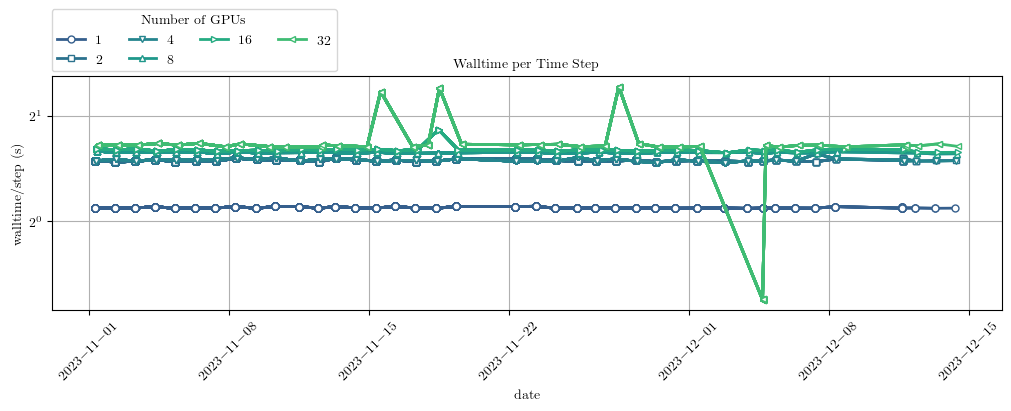 Number of GPUs
1 4 16 32
2 8
Walltime per Time Step
walltime/step (s)
2^1
2^0
2023−11−01
2023−11−08
2023−11−15
2023−11−22
2023−12−01
2023−12−08
2023−12−15
date